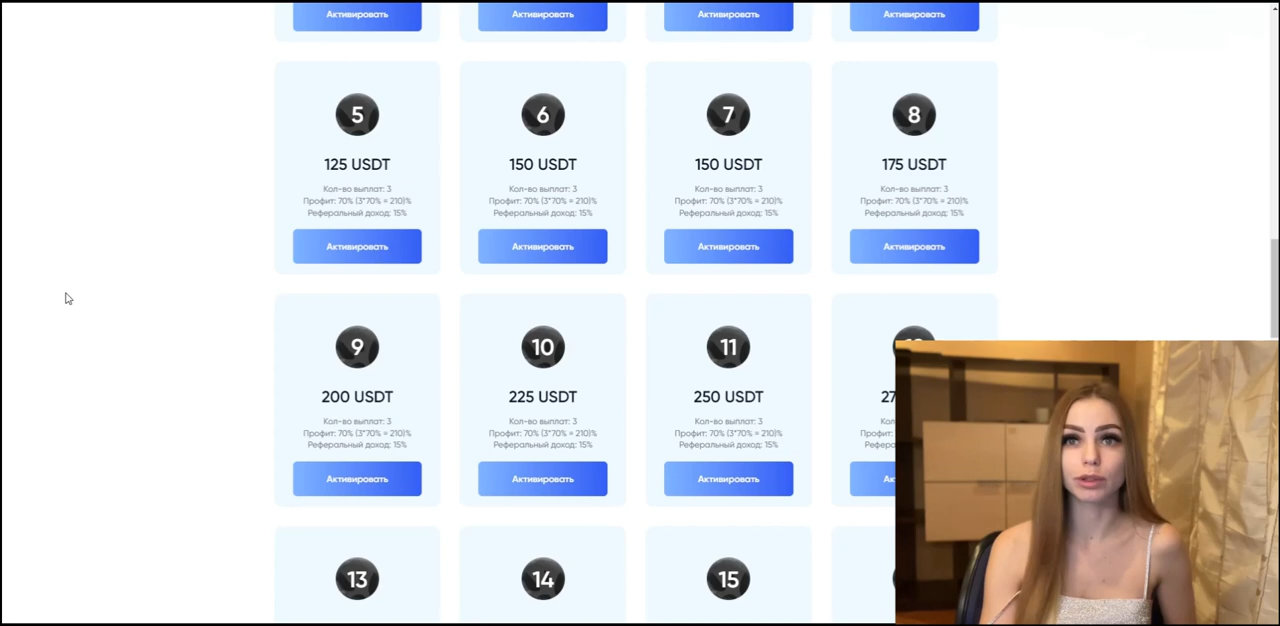 Активировать
Активировать
Активировать
Активировать
5
125 USDT
Кол-во выплат: 3
Профит: 70% (3*70% = 210)%
Реферальный доход: 15%
Активировать
6
150 USDT
Кол-во выплат: 3
Профит: 70% (3*70% = 210)%
Реферальный доход: 15%
Активировать
7
150 USDT
Кол-во выплат: 3
Профит: 70% (3*70% = 210)%
Реферальный доход: 15%
Активировать
8
175 USDT
Кол-во выплат: 3
Профит: 70% (3*70% = 210)%
Реферальный доход: 15%
Активировать
9
200 USDT
Кол-во выплат: 3
Профит: 70% (3*70% = 210)%
Реферальный доход: 15%
Активировать
10
225 USDT
Кол-во выплат: 3
Профит: 70% (3*70% = 210)%
Реферальный доход: 15%
Активировать
11
250 USDT
Кол-во выплат: 3
Профит: 70% (3*70% = 210)%
Реферальный доход: 15%
Активировать
13
14
15